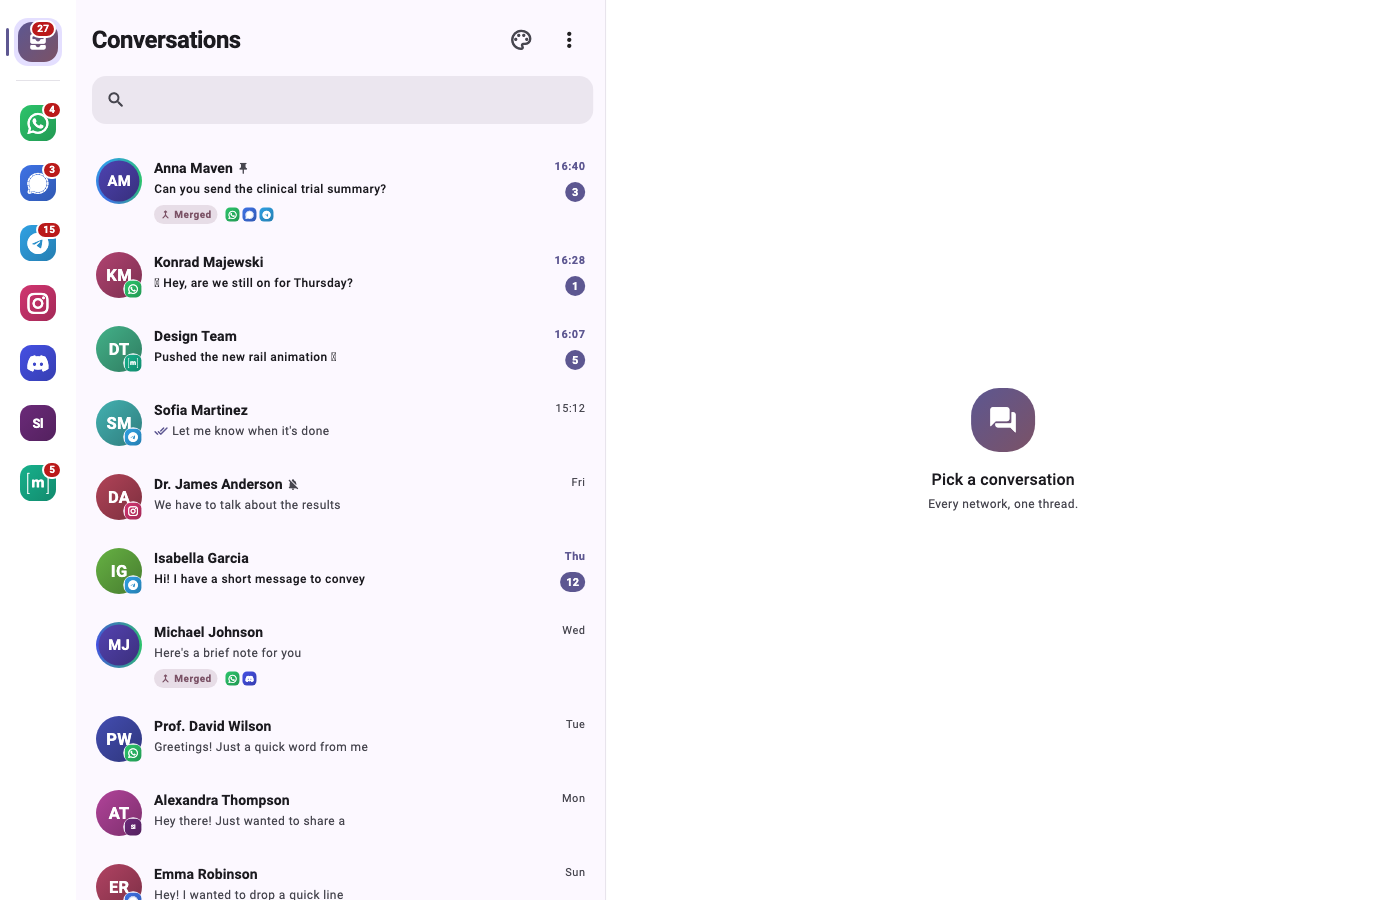 27
Conversations
4
3
15
Sl
[m]
5
AM
Anna Maven
16:40
Can you send the clinical trial summary?
3
Merged
KM
Konrad Majewski
16:28
Hey, are we still on for Thursday?
1
DT
[m]
Design Team
16:07
Pushed the new rail animation
5
SM
Sofia Martinez
15:12
Let me know when it's done
DA
Dr. James Anderson
Fri
We have to talk about the results
IG
Isabella Garcia
Thu
Hi! I have a short message to convey
12
MJ
Michael Johnson
Wed
Here's a brief note for you
Merged
PW
Prof. David Wilson
Tue
Greetings! Just a quick word from me
AT
Sl
Alexandra Thompson
Mon
Hey there! Just wanted to share a
ER
Emma Robinson
Sun
Hey! I wanted to drop a quick line
Pick a conversation
Every network, one thread.